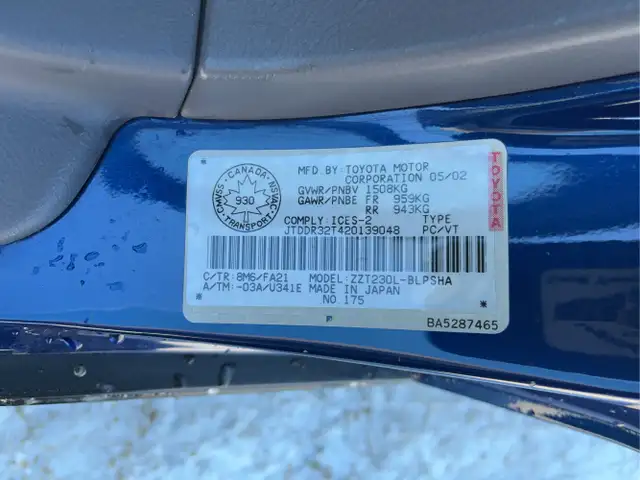 MFD. BY: TOYOTA MOTOR
CORPORATION 05/02
TOYOTA
CANADA
CMVSS
NSVAC
930
TRANSPORT
GVWR/PNBV 1508KG
GAWR/PNBE FR 959KG
RR 943KG
COMPLY: ICES-2 TYPE
JTDDR32T420139048 PC/VT
C/TR: 8M6/FA21 MODEL: ZZT230L-BLPSHA
A/TM: -03A/U341E MADE IN JAPAN
NO. 175
BA5287465